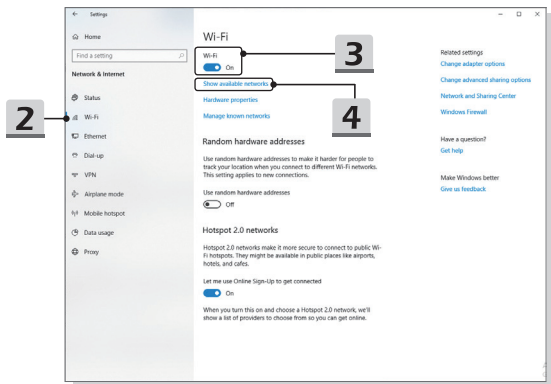 Settings
Home
Find a setting
Network & Internet
Status
Wi-Fi
Ethernet
Dial-up
VPN
Airplane mode
Mobile hotspot
Data usage
Proxy
2
Wi-Fi
Wi-Fi
On
3
Show available networks
4
Hardware properties
Manage known networks
Random hardware addresses
Use random hardware addresses to make it harder for people to
track your location when you connect to different Wi-Fi networks.
This setting applies to new connections.
Use random hardware addresses
Off
Hotspot 2.0 networks
Hotspot 2.0 networks make it more secure to connect to public Wi-
Fi hotspots. They might be available in public places like airports,
hotels, and cafes.
Let me use Online Sign-Up to get connected
On
When you turn this on and choose a Hotspot 2.0 network, we'll
show a list of providers to choose from so you can get online.
Related settings
Change adapter options
Change advanced sharing options
Network and Sharing Center
Windows Firewall
Have a question?
Get help
Make Windows better
Give us feedback